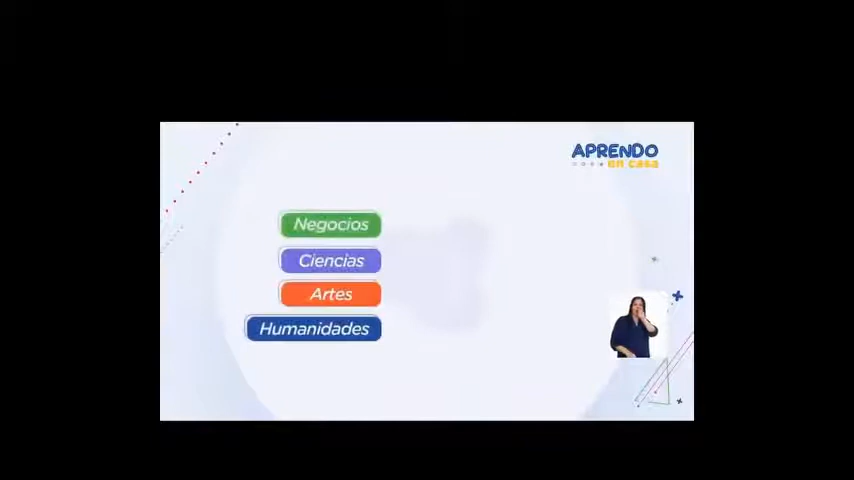 APRENDO
en casa
Negocios
Ciencias
Artes
Humanidades